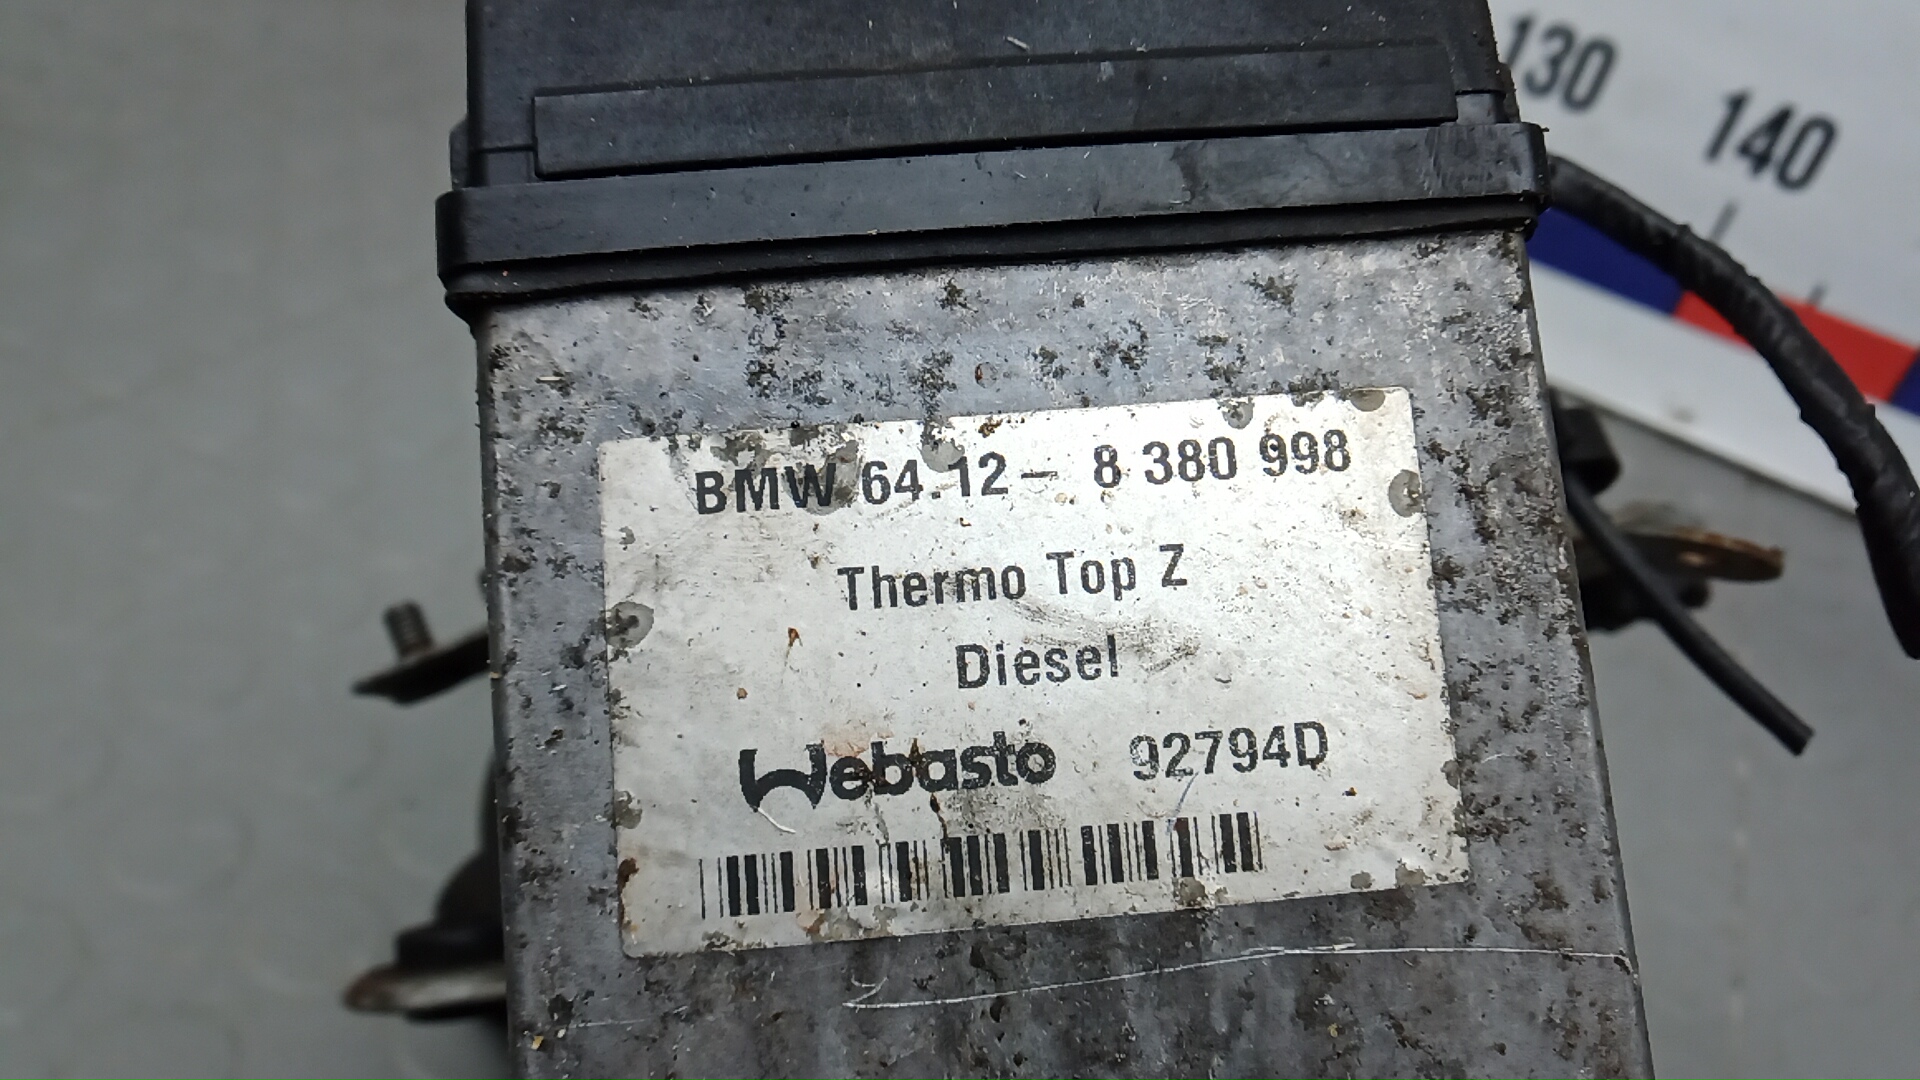 130
140
BMW 64.12- 8 380 998
Thermo Top Z
Diesel
Webasto 92794D